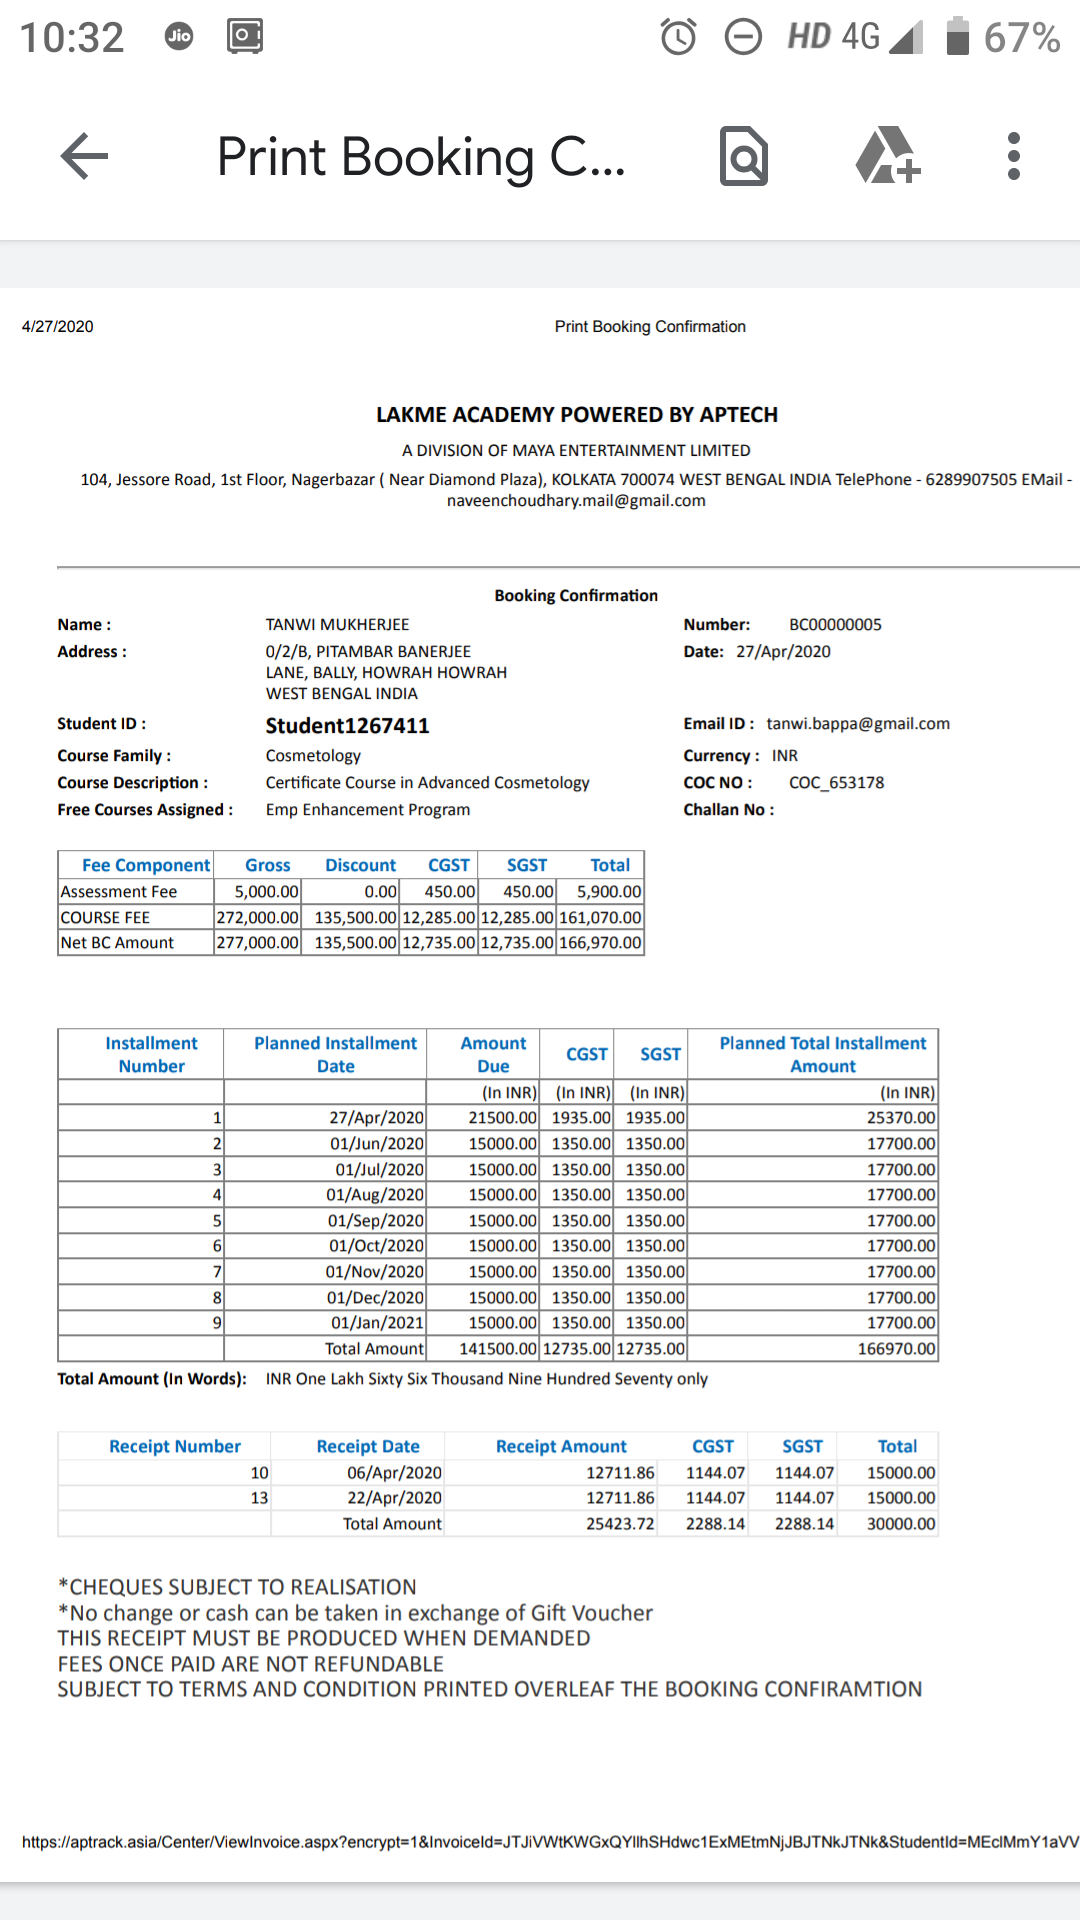 10:32 Jio HD 4G 67%
Print Booking C...
4/27/2020 Print Booking Confirmation
LAKME ACADEMY POWERED BY APTECH
A DIVISION OF MAYA ENTERTAINMENT LIMITED
104, Jessore Road, 1st Floor, Nagerbazar ( Near Diamond Plaza), KOLKATA 700074 WEST BENGAL INDIA TelePhone - 6289907505 EMail -
naveenchoudhary.mail@gmail.com
Booking Confirmation
Name : TANWI MUKHERJEE Number: BC00000005
Address : 0/2/B, PITAMBAR BANERJEE Date: 27/Apr/2020
LANE, BALLY, HOWRAH HOWRAH
WEST BENGAL INDIA
Student ID : Student1267411 Email ID : tanwi.bappa@gmail.com
Course Family : Cosmetology Currency : INR
Course Description : Certificate Course in Advanced Cosmetology COC NO : COC_653178
Free Courses Assigned : Emp Enhancement Program Challan No :
Fee Component Gross Discount CGST SGST Total
Assessment Fee 5,000.00 0.00 450.00 450.00 5,900.00
COURSE FEE 272,000.00 135,500.00 12,285.00 12,285.00 161,070.00
Net BC Amount 277,000.00 135,500.00 12,735.00 12,735.00 166,970.00
Installment Planned Installment Amount CGST SGST Planned Total Installment
Number Date Due Amount
(In INR) (In INR) (In INR) (In INR)
1 27/Apr/2020 21500.00 1935.00 1935.00 25370.00
2 01/Jun/2020 15000.00 1350.00 1350.00 17700.00
3 01/Jul/2020 15000.00 1350.00 1350.00 17700.00
4 01/Aug/2020 15000.00 1350.00 1350.00 17700.00
5 01/Sep/2020 15000.00 1350.00 1350.00 17700.00
6 01/Oct/2020 15000.00 1350.00 1350.00 17700.00
7 01/Nov/2020 15000.00 1350.00 1350.00 17700.00
8 01/Dec/2020 15000.00 1350.00 1350.00 17700.00
9 01/Jan/2021 15000.00 1350.00 1350.00 17700.00
Total Amount 141500.00 12735.00 12735.00 166970.00
Total Amount (In Words): INR One Lakh Sixty Six Thousand Nine Hundred Seventy only
Receipt Number Receipt Date Receipt Amount CGST SGST Total
10 06/Apr/2020 12711.86 1144.07 1144.07 15000.00
13 22/Apr/2020 12711.86 1144.07 1144.07 15000.00
Total Amount 25423.72 2288.14 2288.14 30000.00
*CHEQUES SUBJECT TO REALISATION
*No change or cash can be taken in exchange of Gift Voucher
THIS RECEIPT MUST BE PRODUCED WHEN DEMANDED
FEES ONCE PAID ARE NOT REFUNDABLE
SUBJECT TO TERMS AND CONDITION PRINTED OVERLEAF THE BOOKING CONFIRAMTION
https://aptrack.asia/Center/ViewInvoice.aspx?encrypt=1&InvoiceId=JTJiVWtKWGxQYllhSHdwc1ExMEtmNjJBJTNkJTNk&StudentId=MEclMmY1aVV